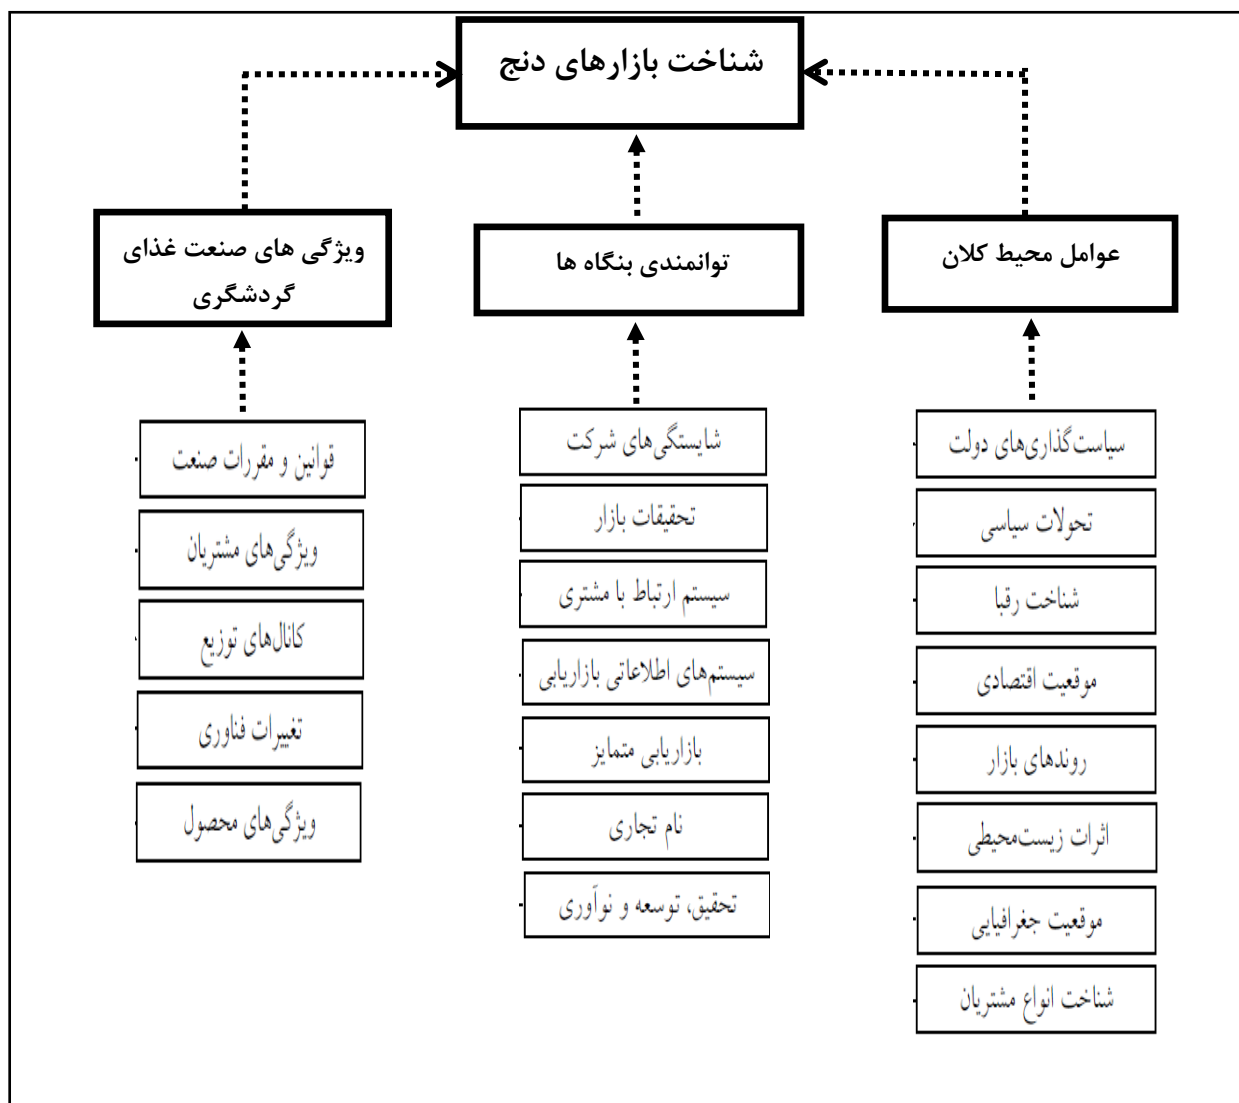 شناخت بازارهای دنج
عوامل محیط کلان
توانمندی بنگاه ها
ویژگی های صنعت غذای
گردشگری
سیاست‌گذاری‌های دولت
تحولات سیاسی
شناخت رقبا
موقعیت اقتصادی
روندهای بازار
اثرات زیست‌محیطی
موقعیت جغرافیایی
شناخت انواع مشتریان
شایستگی‌های شرکت
تحقیقات بازار
سیستم ارتباط با مشتری
سیستم‌های اطلاعاتی بازاریابی
بازاریابی متمایز
نام تجاری
تحقیق، توسعه و نوآوری
قوانین و مقررات صنعت
ویژگی‌های مشتریان
کانال‌های توزیع
تغییرات فناوری
ویژگی‌های محصول